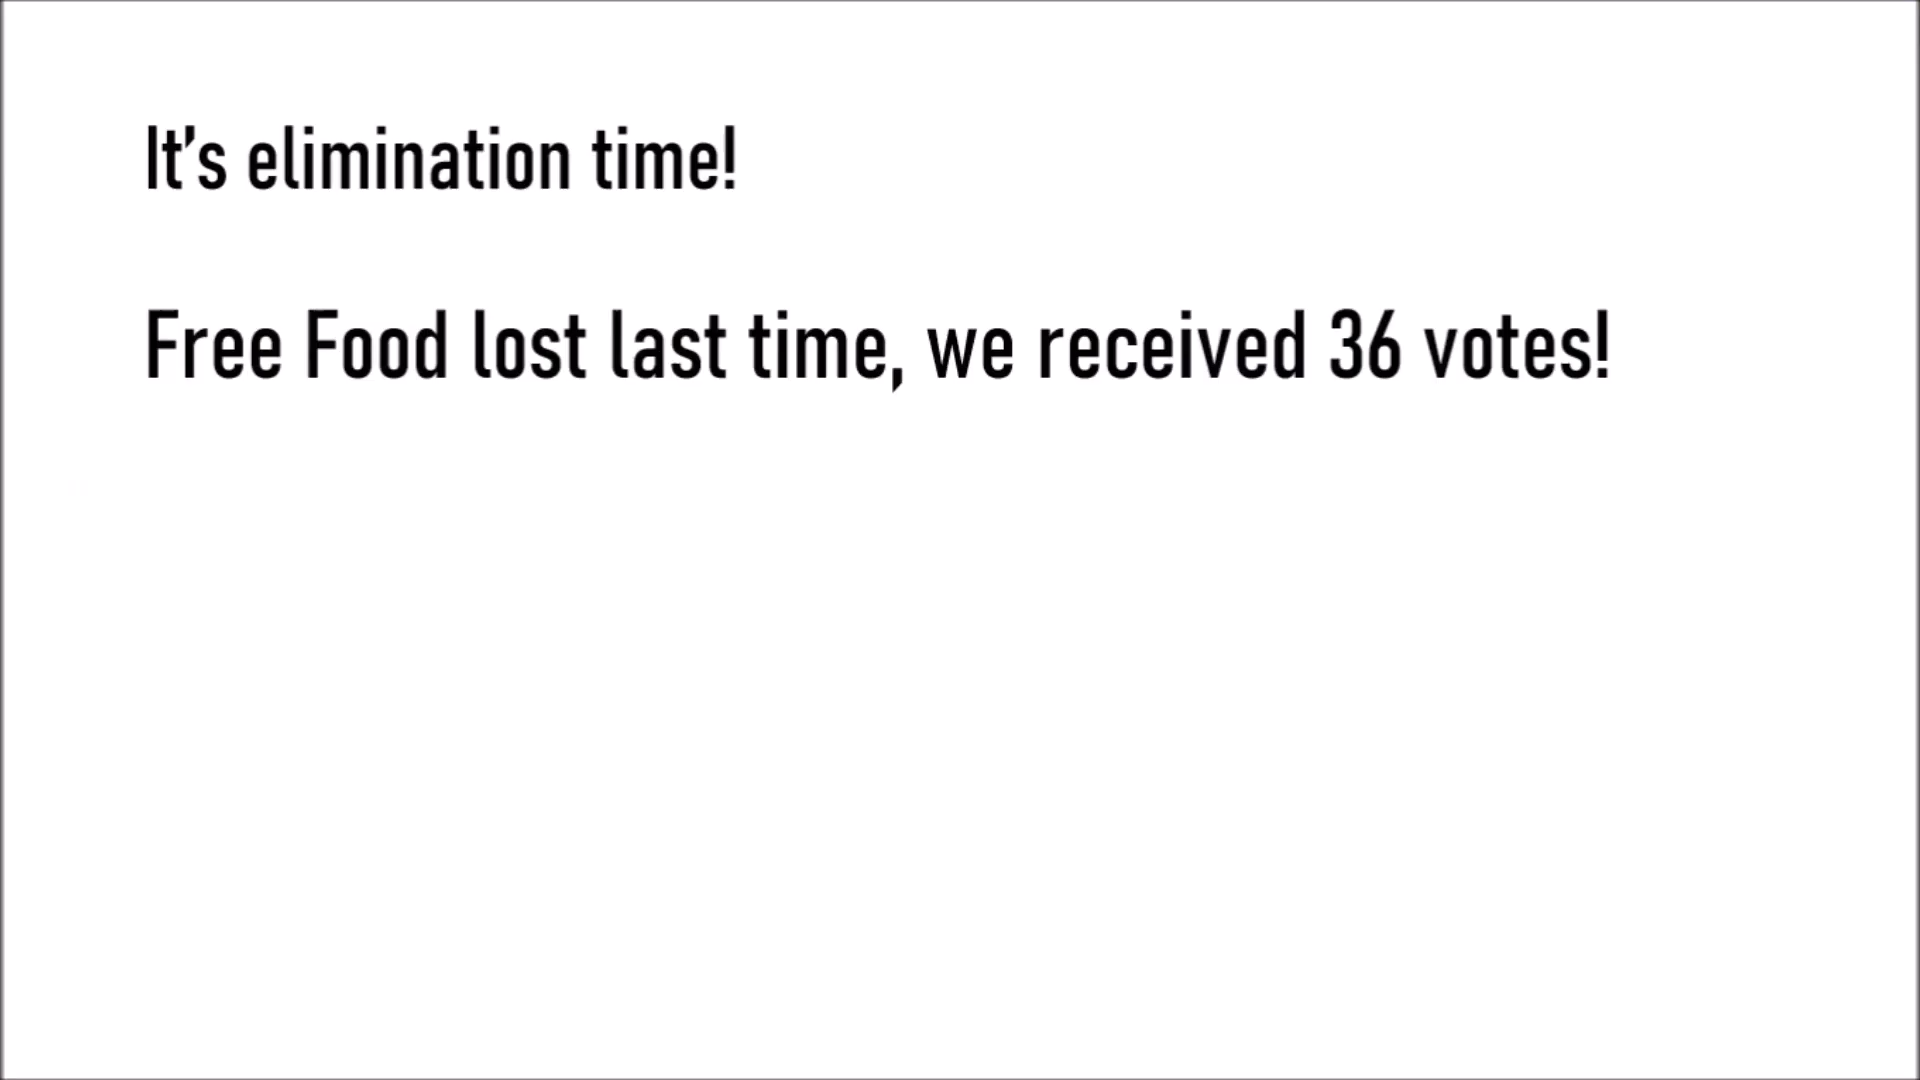 It’s elimination time!
Free Food lost last time, we received 36 votes!